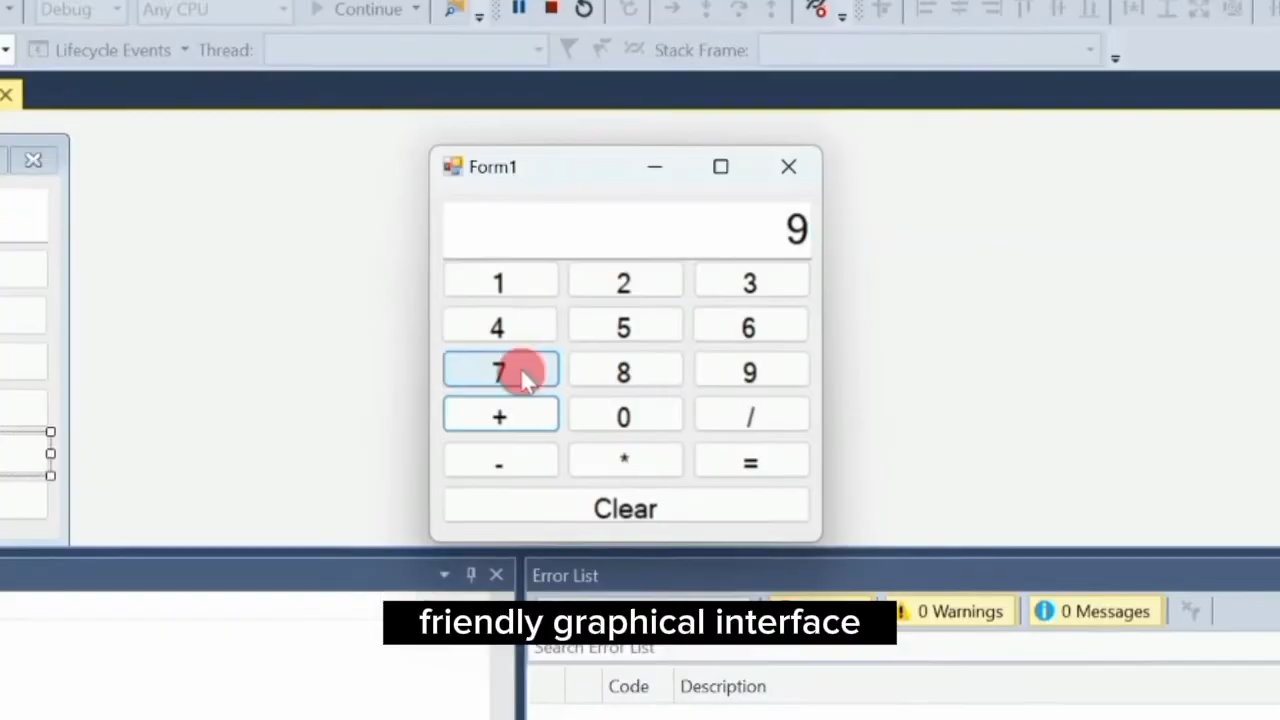 Debug Any CPU Continue
Lifecycle Events Thread: Stack Frame:
Form1
9
1 2 3
4 5 6
7 8 9
+ 0 /
- * =
Clear
Error List
0 Warnings 0 Messages
friendly graphical interface
Search Error List
Code Description